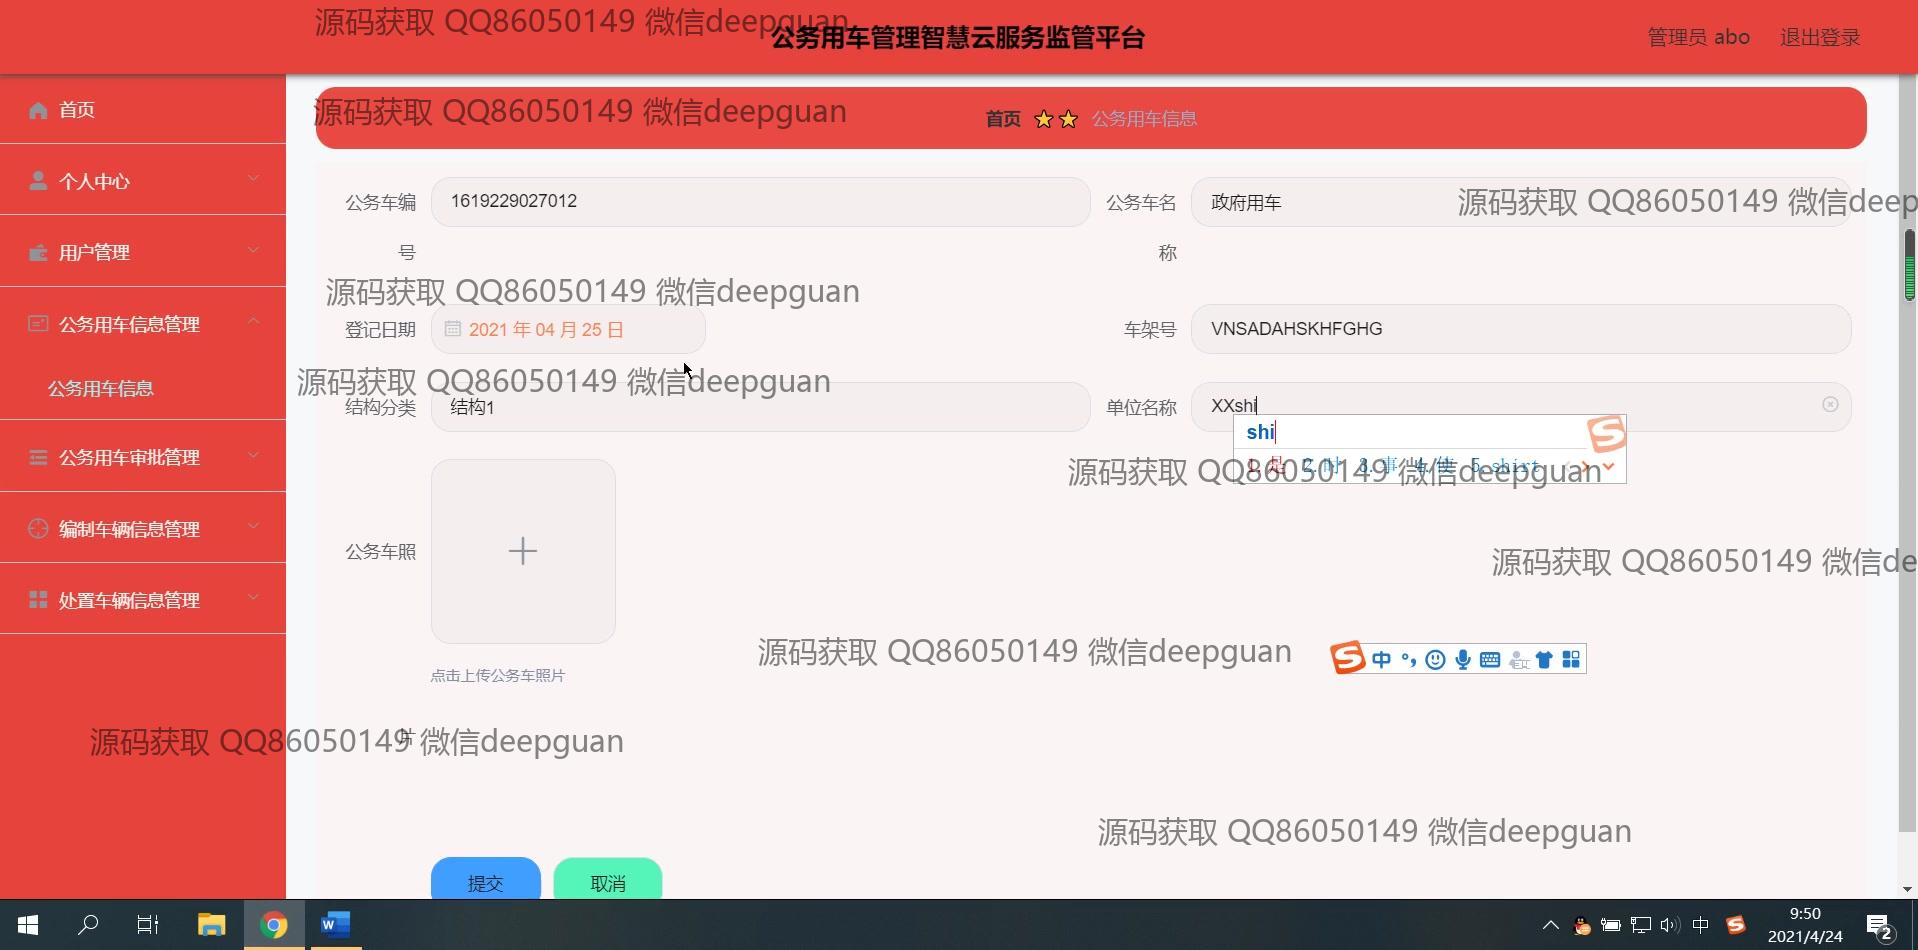 源码获取 QQ86050149 微信deepguan
公务用车管理智慧云服务监管平台
管理员 abo
退出登录
首页
个人中心
用户管理
公务用车信息管理
公务用车信息
公务用车审批管理
编制车辆信息管理
处置车辆信息管理
源码获取 QQ86050149 微信deepguan
首页
公务用车信息
公务车编号
1619229027012
公务车名称
政府用车
源码获取 QQ86050149 微信deep
源码获取 QQ86050149 微信deepguan
登记日期
2021 年 04 月 25 日
车架号
VNSADAHSKHFGHG
源码获取 QQ86050149 微信deepguan
结构分类
结构1
单位名称
XXshi
shi
1.是 2.时 3.事 4.使 5.shirt
源码获取 QQ86050149 微信deepguan
公务车照片
源码获取 QQ86050149 微信de
源码获取 QQ86050149 微信deepguan
中
点击上传公务车照片
源码获取 QQ86050149 微信deepguan
源码获取 QQ86050149 微信deepguan
提交
取消
中
9:50
2021/4/24
2